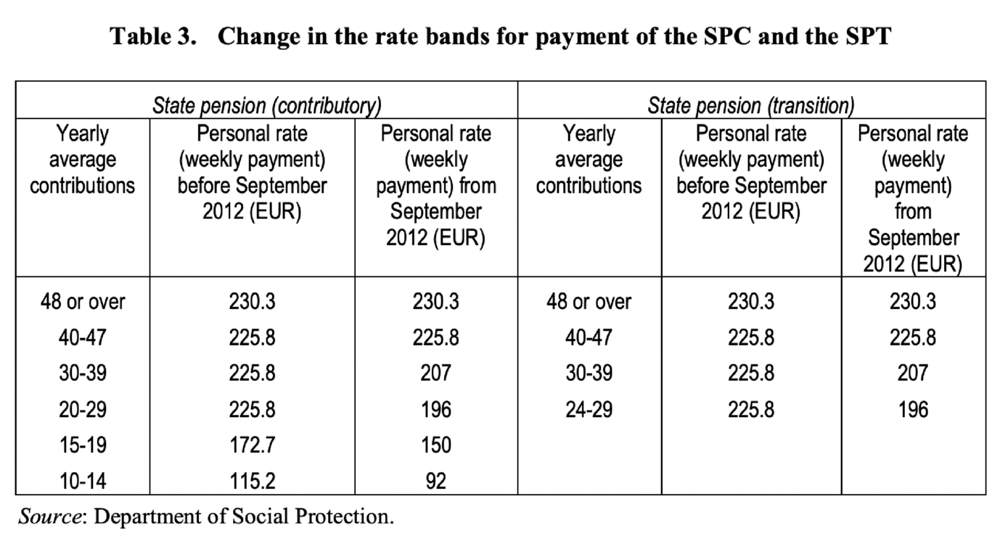 Table 3. Change in the rate bands for payment of the SPC and the SPT
State pension (contributory) State pension (transition)
Yearly average contributions
Personal rate (weekly payment) before September 2012 (EUR)
Personal rate (weekly payment) from September 2012 (EUR)
Yearly average contributions
Personal rate (weekly payment) before September 2012 (EUR)
Personal rate (weekly payment) from September 2012 (EUR)
48 or over 230.3 230.3 48 or over 230.3 230.3
40-47 225.8 225.8 40-47 225.8 225.8
30-39 225.8 207 30-39 225.8 207
20-29 225.8 196 24-29 225.8 196
15-19 172.7 150
10-14 115.2 92
Source: Department of Social Protection.